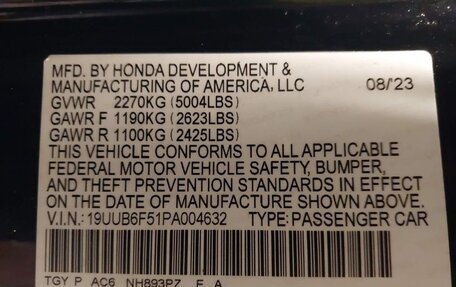 MFD. BY HONDA DEVELOPMENT &
MANUFACTURING OF AMERICA, LLC 08/'23
GVWR 2270KG (5004LBS)
GAWR F 1190KG (2623LBS)
GAWR R 1100KG (2425LBS)
THIS VEHICLE CONFORMS TO ALL APPLICABLE
FEDERAL MOTOR VEHICLE SAFETY, BUMPER,
AND THEFT PREVENTION STANDARDS IN EFFECT
ON THE DATE OF MANUFACTURE SHOWN ABOVE.
V.I.N.: 19UUB6F51PA004632 TYPE: PASSENGER CAR
TGY P AC6 NH893PZ E A